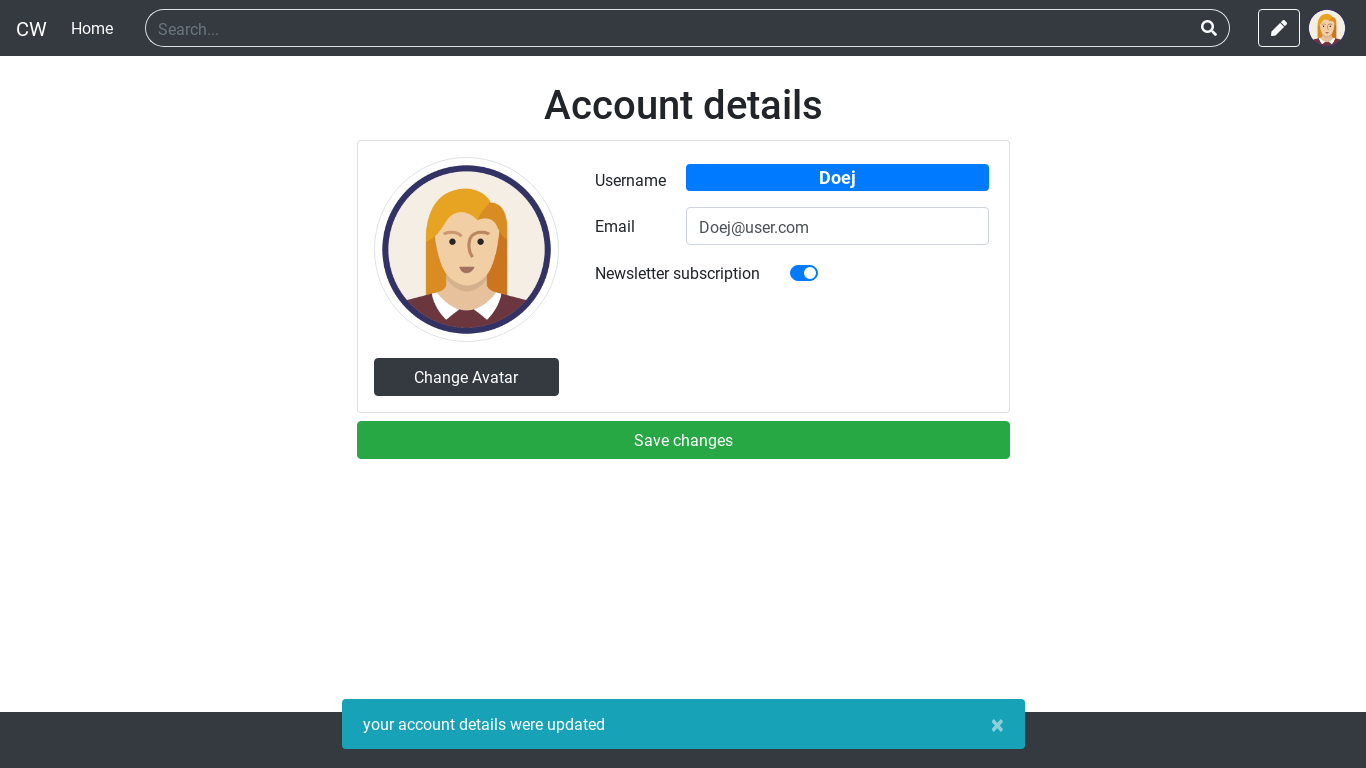 CW Home Search...
Account details
Username Doej
Email Doej@user.com
Newsletter subscription
Change Avatar
Save changes
your account details were updated ×